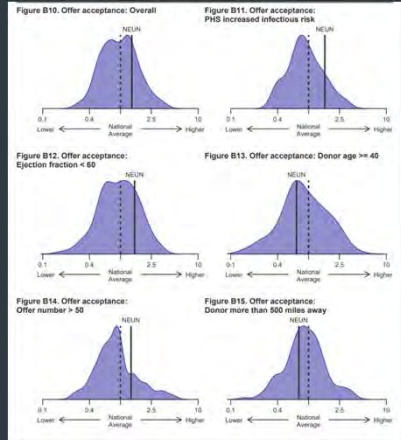 Figure B10. Offer acceptance: Overall
NEUN
0.1 0.4 2.5 10
Lower National Average Higher
Figure B11. Offer acceptance:
PHS increased infectious risk
NEUN
0.1 0.4 2.5 10
Lower National Average Higher
Figure B12. Offer acceptance:
Ejection fraction < 60
NEUN
0.1 0.4 2.5 10
Lower National Average Higher
Figure B13. Offer acceptance: Donor age >= 40
NEUN
0.1 0.4 2.5 10
Lower National Average Higher
Figure B14. Offer acceptance:
Offer number > 50
NEUN
0.1 0.4 2.5 10
Lower National Average Higher
Figure B15. Offer acceptance:
Donor more than 500 miles away
NEUN
0.1 0.4 2.5 10
Lower National Average Higher